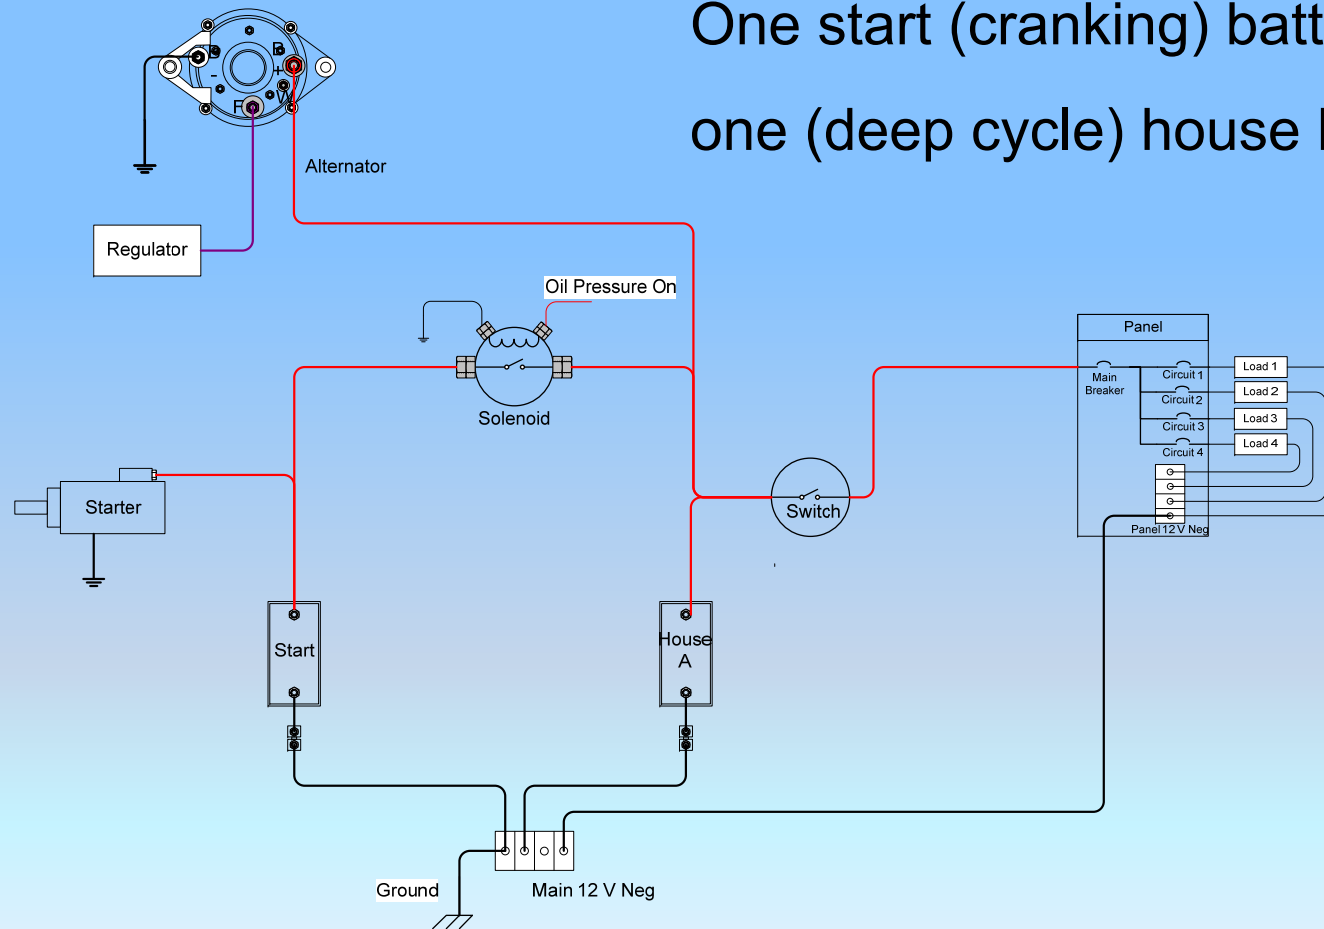 One start (cranking) batt
one (deep cycle) house
B
B
-
+
W
F
Alternator
Regulator
Oil Pressure On
Solenoid
Panel
Main
Breaker
Circuit 1
Load 1
Circuit 2
Load 2
Circuit 3
Load 3
Circuit 4
Load 4
Panel 12 V Neg
Starter
Switch
Start
House
A
Ground
Main 12 V Neg